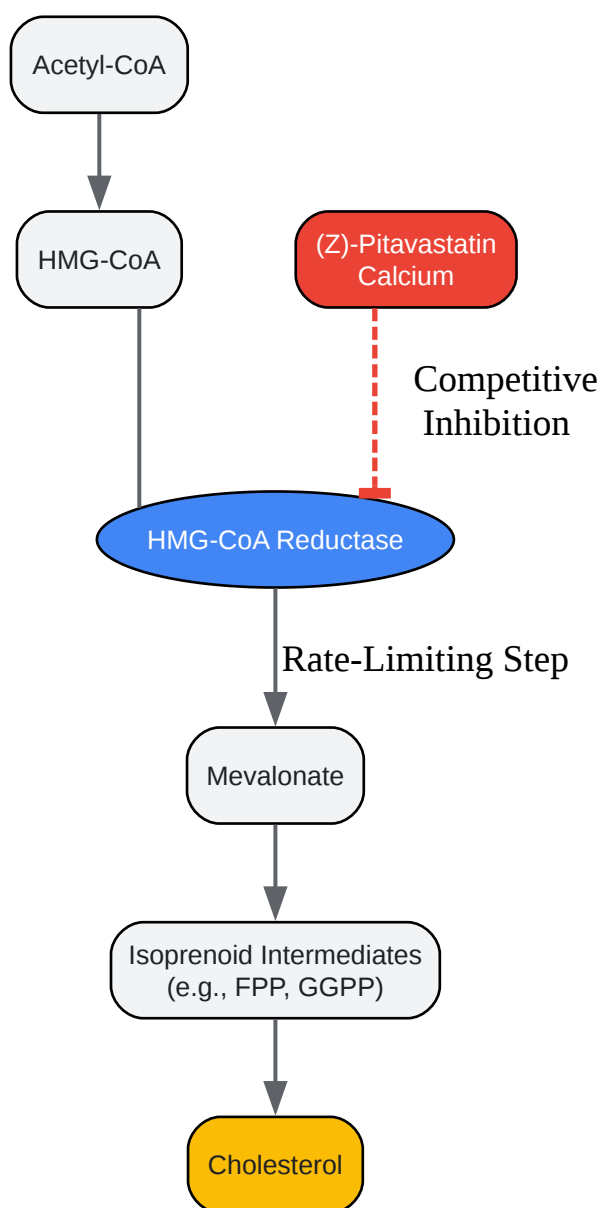 Acetyl-CoA
HMG-CoA
(Z)-Pitavastatin
Calcium
Competitive
Inhibition
HMG-CoA Reductase
Rate-Limiting Step
Mevalonate
Isoprenoid Intermediates
(e.g., FPP, GGPP)
Cholesterol